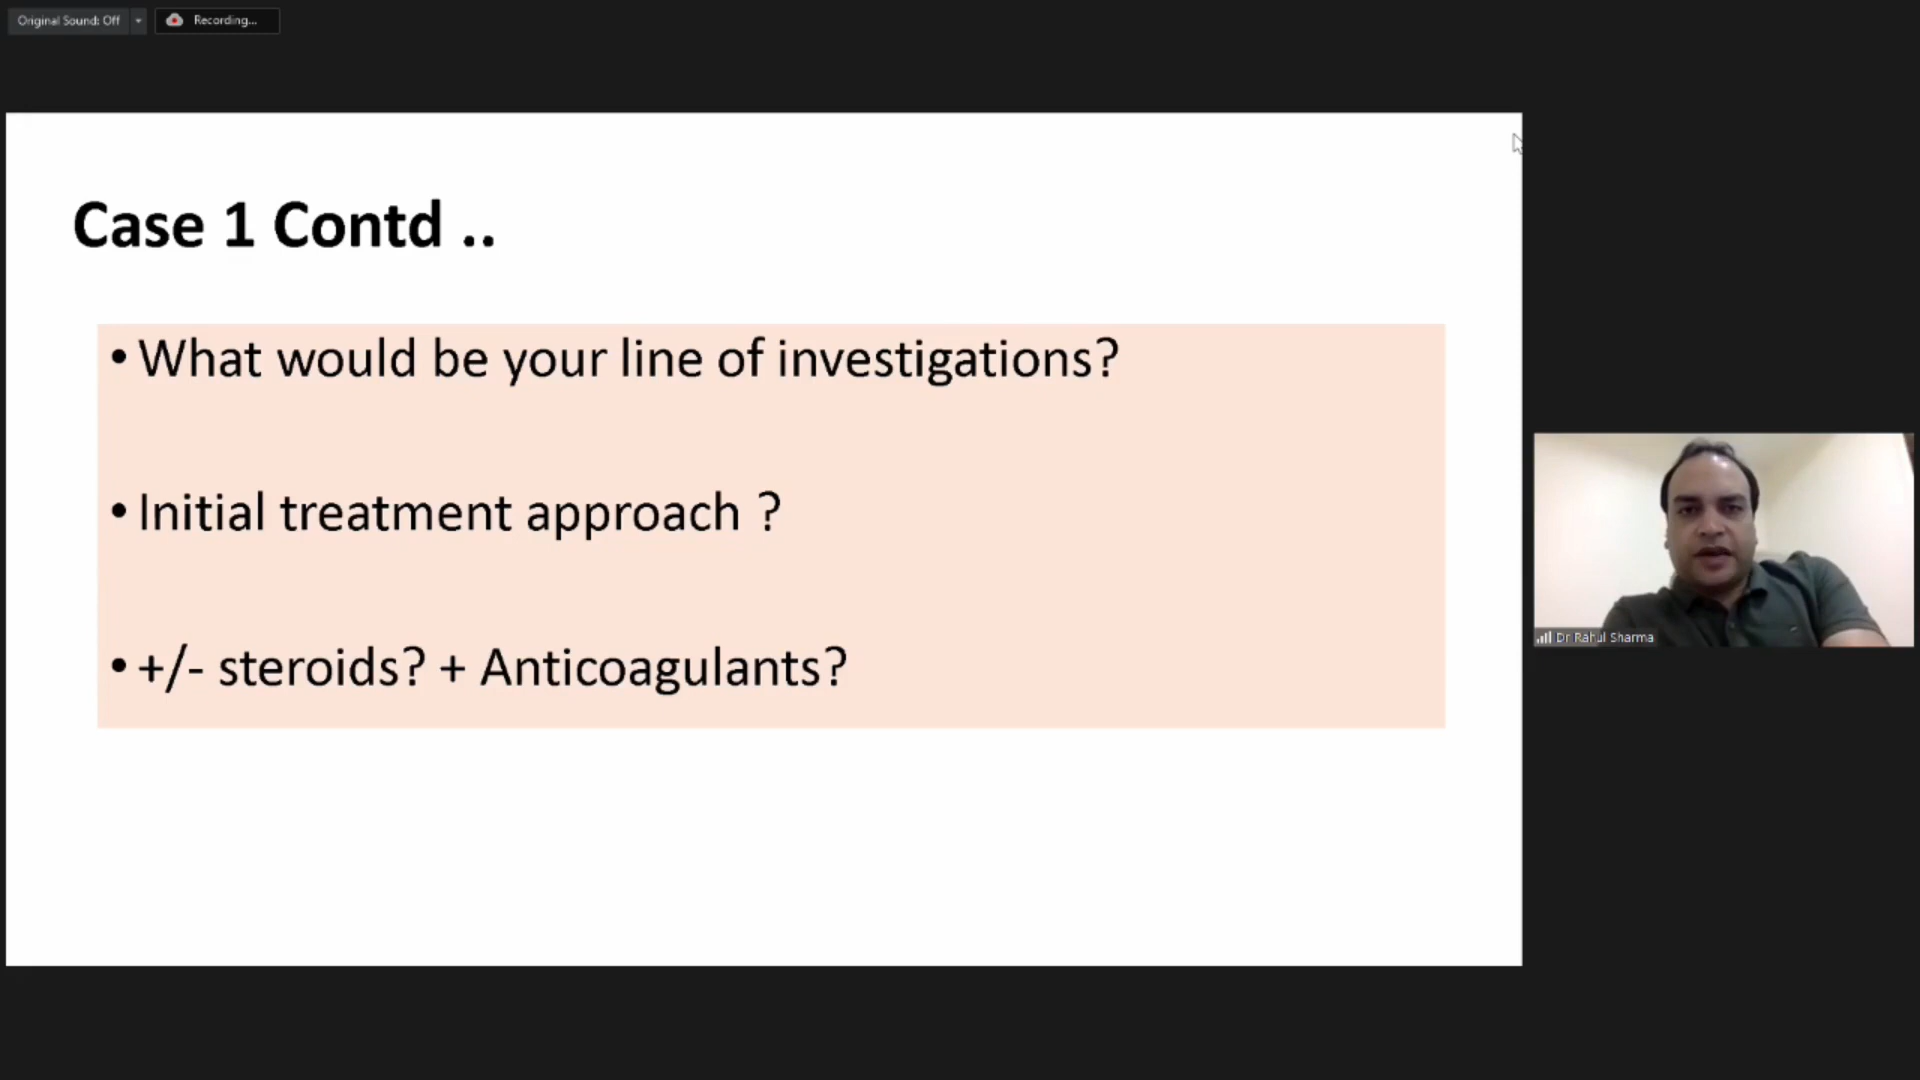 Original Sound: Off
Recording...
Case 1 Contd ..
• What would be your line of investigations?
• Initial treatment approach ?
• +/- steroids? + Anticoagulants?
Dr Rahul Sharma